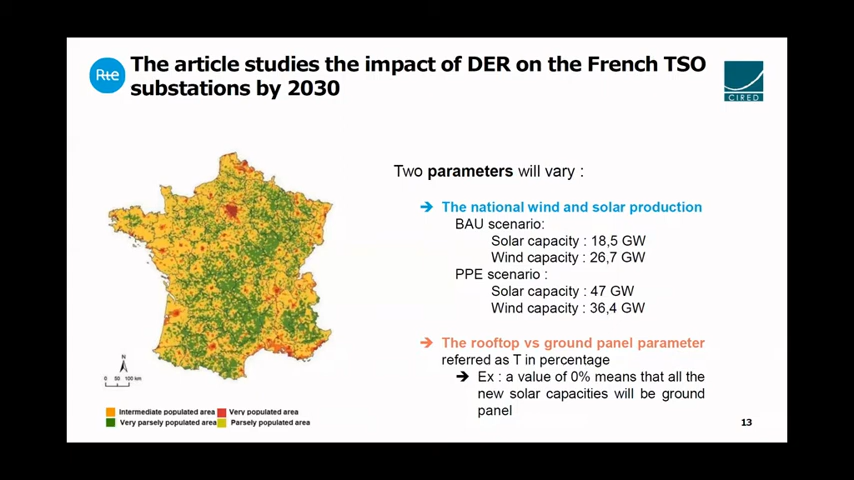 Rte
The article studies the impact of DER on the French TSO
substations by 2030
CIRED
Two parameters will vary :
➔ The national wind and solar production
BAU scenario:
Solar capacity : 18,5 GW
Wind capacity : 26,7 GW
PPE scenario :
Solar capacity : 47 GW
Wind capacity : 36,4 GW
➔ The rooftop vs ground panel parameter
referred as T in percentage
➔ Ex : a value of 0% means that all the
new solar capacities will be ground
panel
N
0 50 100 km
Intermediate populated area Very populated area
Very parsely populated area Parsely populated area
13